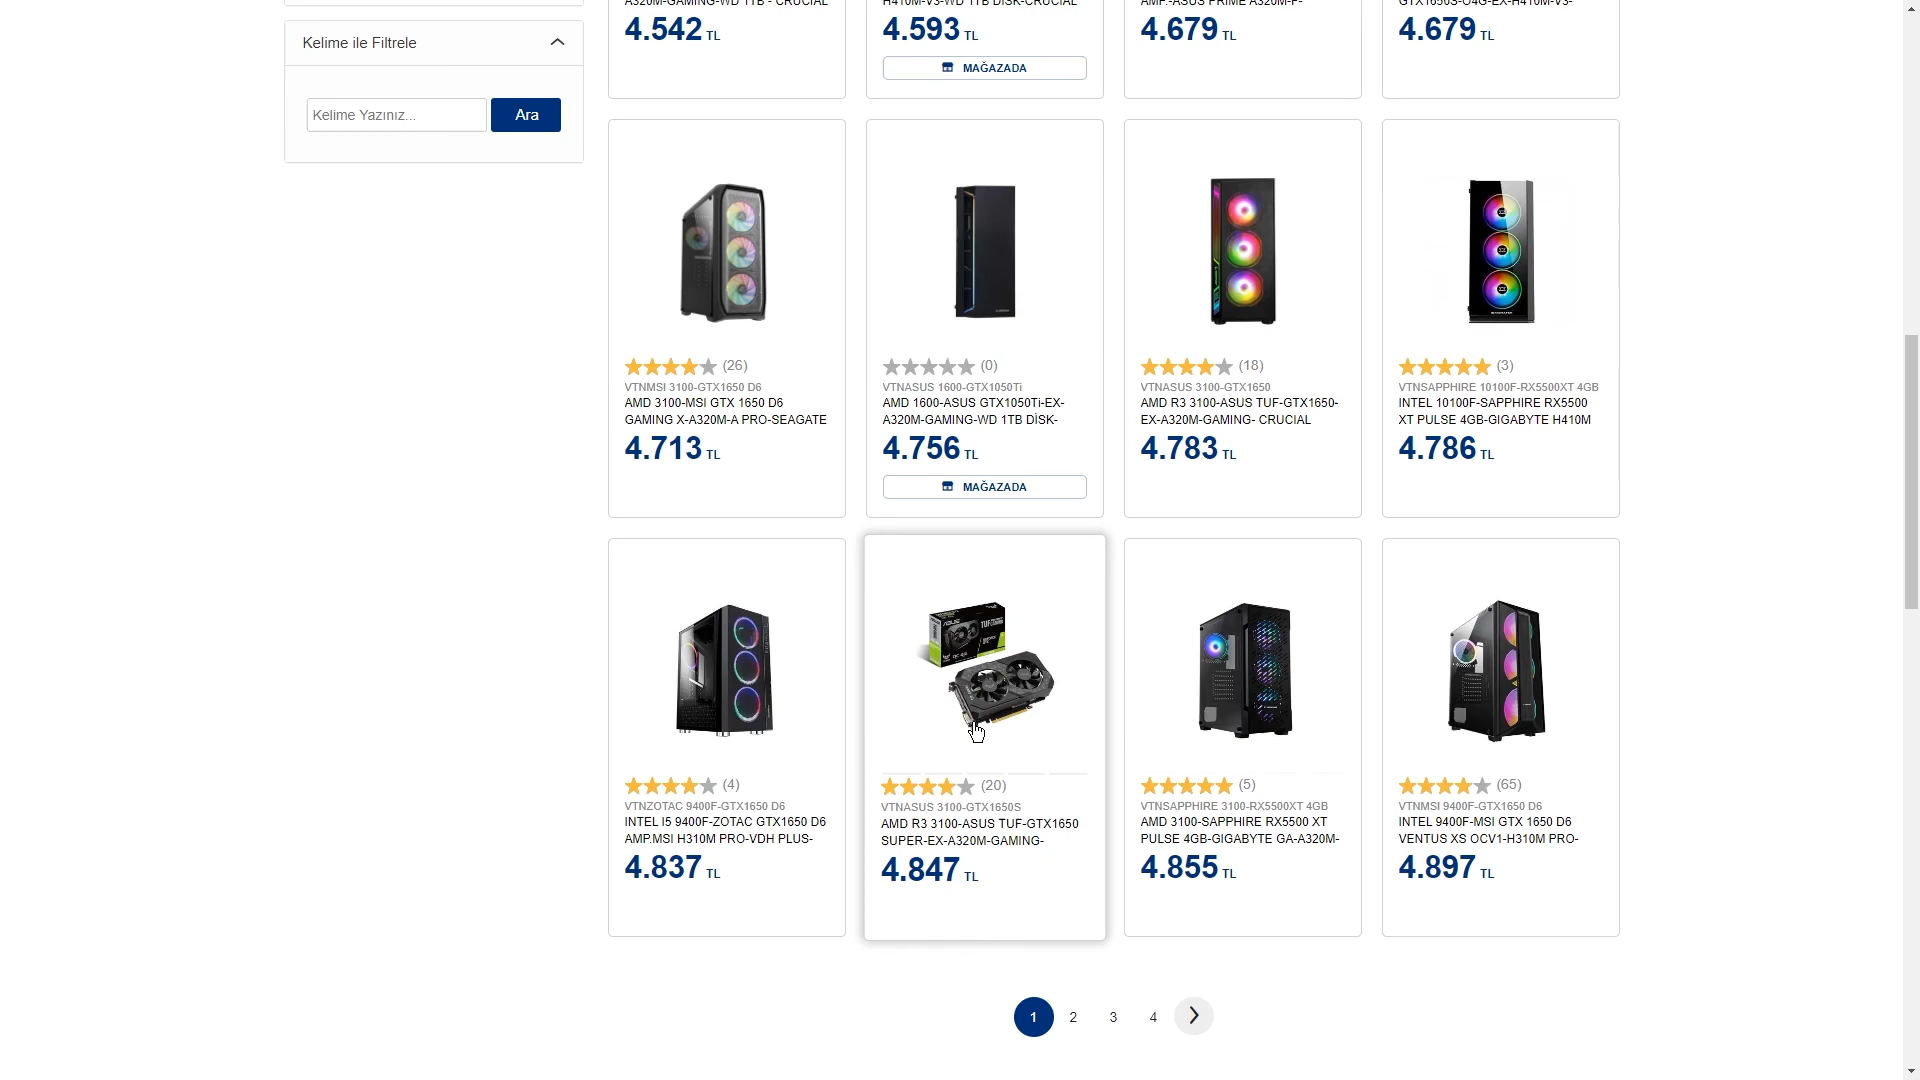 A320M-GAMING-WD 1TB - CRUCIAL
4.542 TL
H410M-V3-WD 1TB DISK-CRUCIAL
4.593 TL
MAĞAZADA
AMP.-ASUS PRIME A320M-P-
4.679 TL
GTX1650S-O4G-EX-H410M-V3-
4.679 TL
Kelime ile Filtrele
Kelime Yazınız...
Ara
(26)
VTNMSI 3100-GTX1650 D6
AMD 3100-MSI GTX 1650 D6
GAMING X-A320M-A PRO-SEAGATE
4.713 TL
(0)
VTNASUS 1600-GTX1050Ti
AMD 1600-ASUS GTX1050Ti-EX-
A320M-GAMING-WD 1TB DİSK-
4.756 TL
MAĞAZADA
(18)
VTNASUS 3100-GTX1650
AMD R3 3100-ASUS TUF-GTX1650-
EX-A320M-GAMING- CRUCIAL
4.783 TL
(3)
VTNSAPPHIRE 10100F-RX5500XT 4GB
INTEL 10100F-SAPPHIRE RX5500
XT PULSE 4GB-GIGABYTE H410M
4.786 TL
(4)
VTNZOTAC 9400F-GTX1650 D6
INTEL I5 9400F-ZOTAC GTX1650 D6
AMP.MSI H310M PRO-VDH PLUS-
4.837 TL
ASUS
TUF
(20)
VTNASUS 3100-GTX1650S
AMD R3 3100-ASUS TUF-GTX1650
SUPER-EX-A320M-GAMING-
4.847 TL
(5)
VTNSAPPHIRE 3100-RX5500XT 4GB
AMD 3100-SAPPHIRE RX5500 XT
PULSE 4GB-GIGABYTE GA-A320M-
4.855 TL
(65)
VTNMSI 9400F-GTX1650 D6
INTEL 9400F-MSI GTX 1650 D6
VENTUS XS OCV1-H310M PRO-
4.897 TL
1 2 3 4